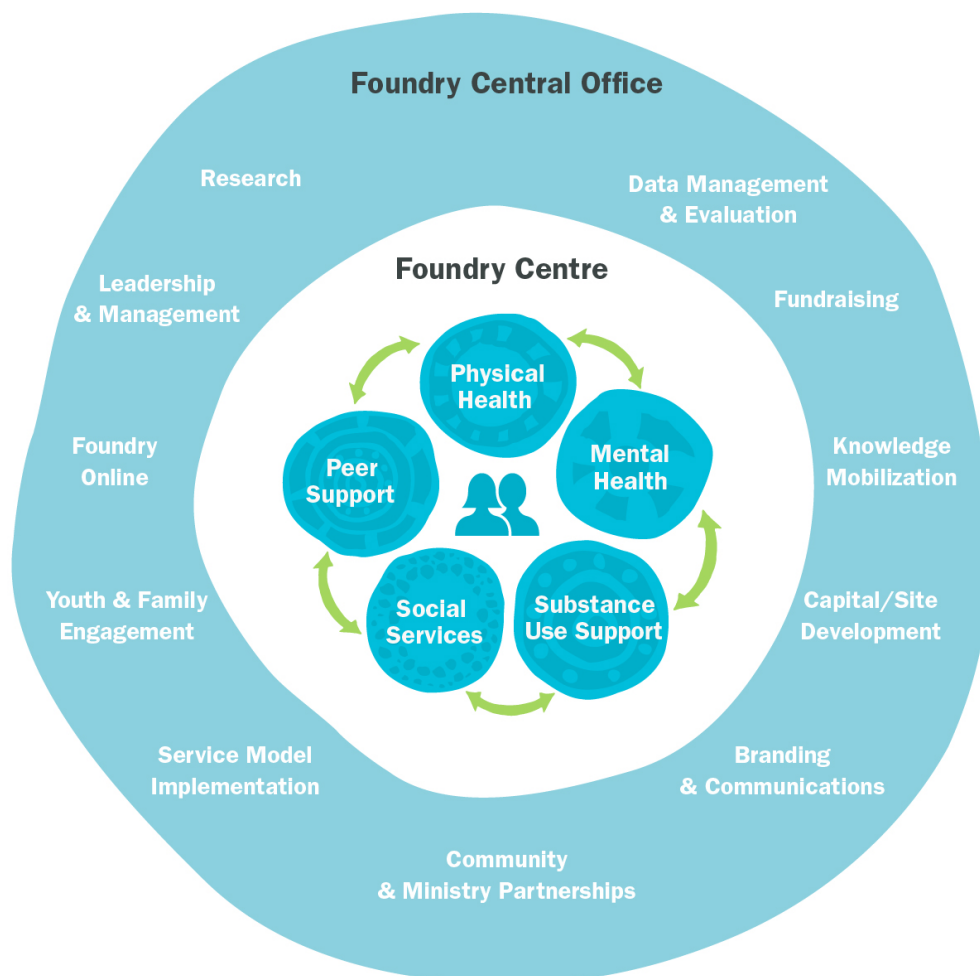 Foundry Central Office
Research
Data Management
& Evaluation
Leadership
& Management
Fundraising
Foundry
Online
Knowledge
Mobilization
Youth & Family
Engagement
Capital/Site
Development
Service Model
Implementation
Branding
& Communications
Community
& Ministry Partnerships
Foundry Centre
Physical
Health
Peer
Support
Mental
Health
Social
Services
Substance
Use Support